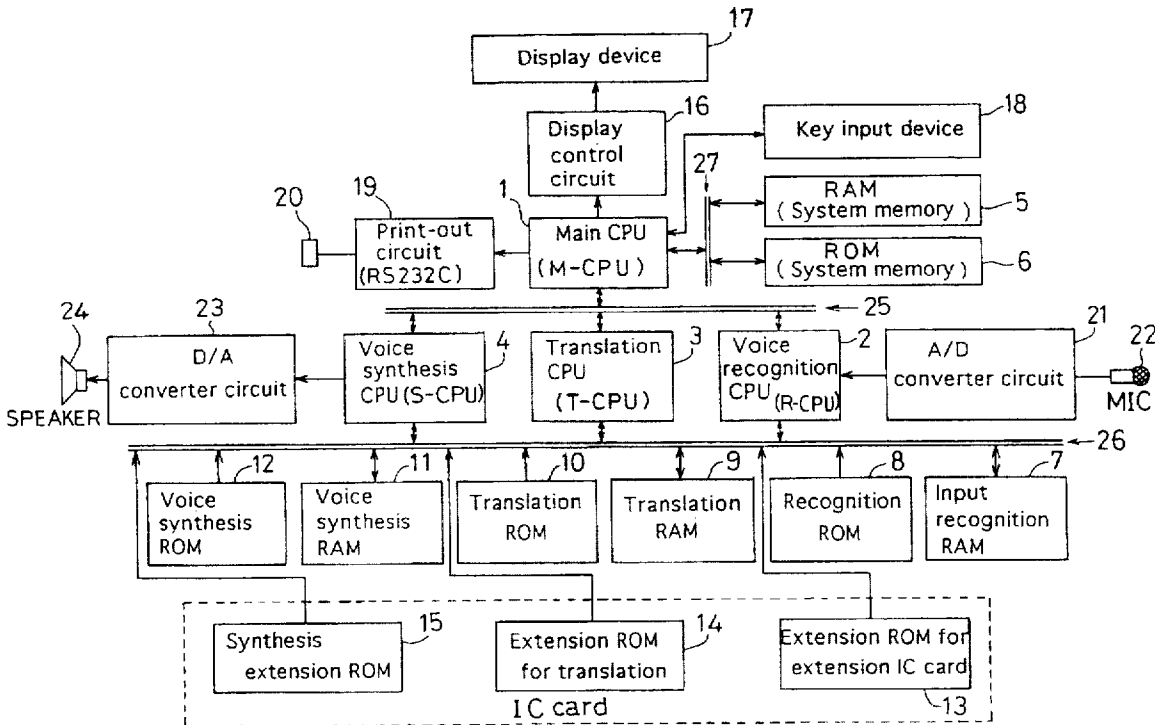 17
Display device
16
Display
control
circuit
18
Key input device
27
RAM
(System memory)
5
ROM
(System memory)
6
1
Main CPU
(M-CPU)
19
Print-out
circuit
(RS232C)
20
25
24
SPEAKER
23
D/A
converter circuit
4
Voice
synthesis
CPU (S-CPU)
3
Translation
CPU
(T-CPU)
2
Voice
recognition
CPU (R-CPU)
21
A/D
converter circuit
22
MIC
26
12
Voice
synthesis
ROM
11
Voice
synthesis
RAM
10
Translation
ROM
9
Translation
RAM
8
Recognition
ROM
7
Input
recognition
RAM
15
Synthesis
extension ROM
14
Extension ROM
for translation
Extension ROM for
extension IC card
13
IC card